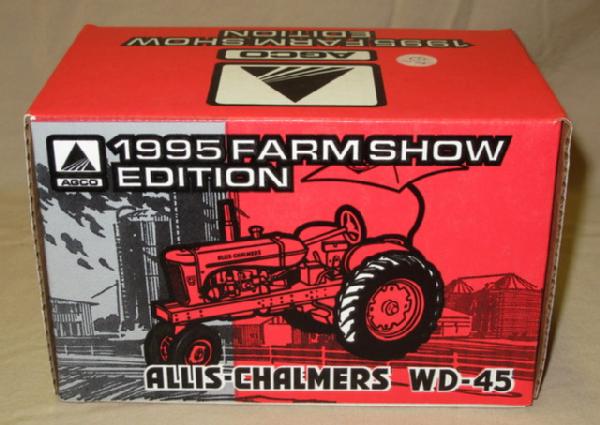 1995 FARM SHOW
EDITION
AGCO
AGCO
1995 FARM SHOW
EDITION
ALLIS-CHALMERS
ALLIS-CHALMERS WD-45